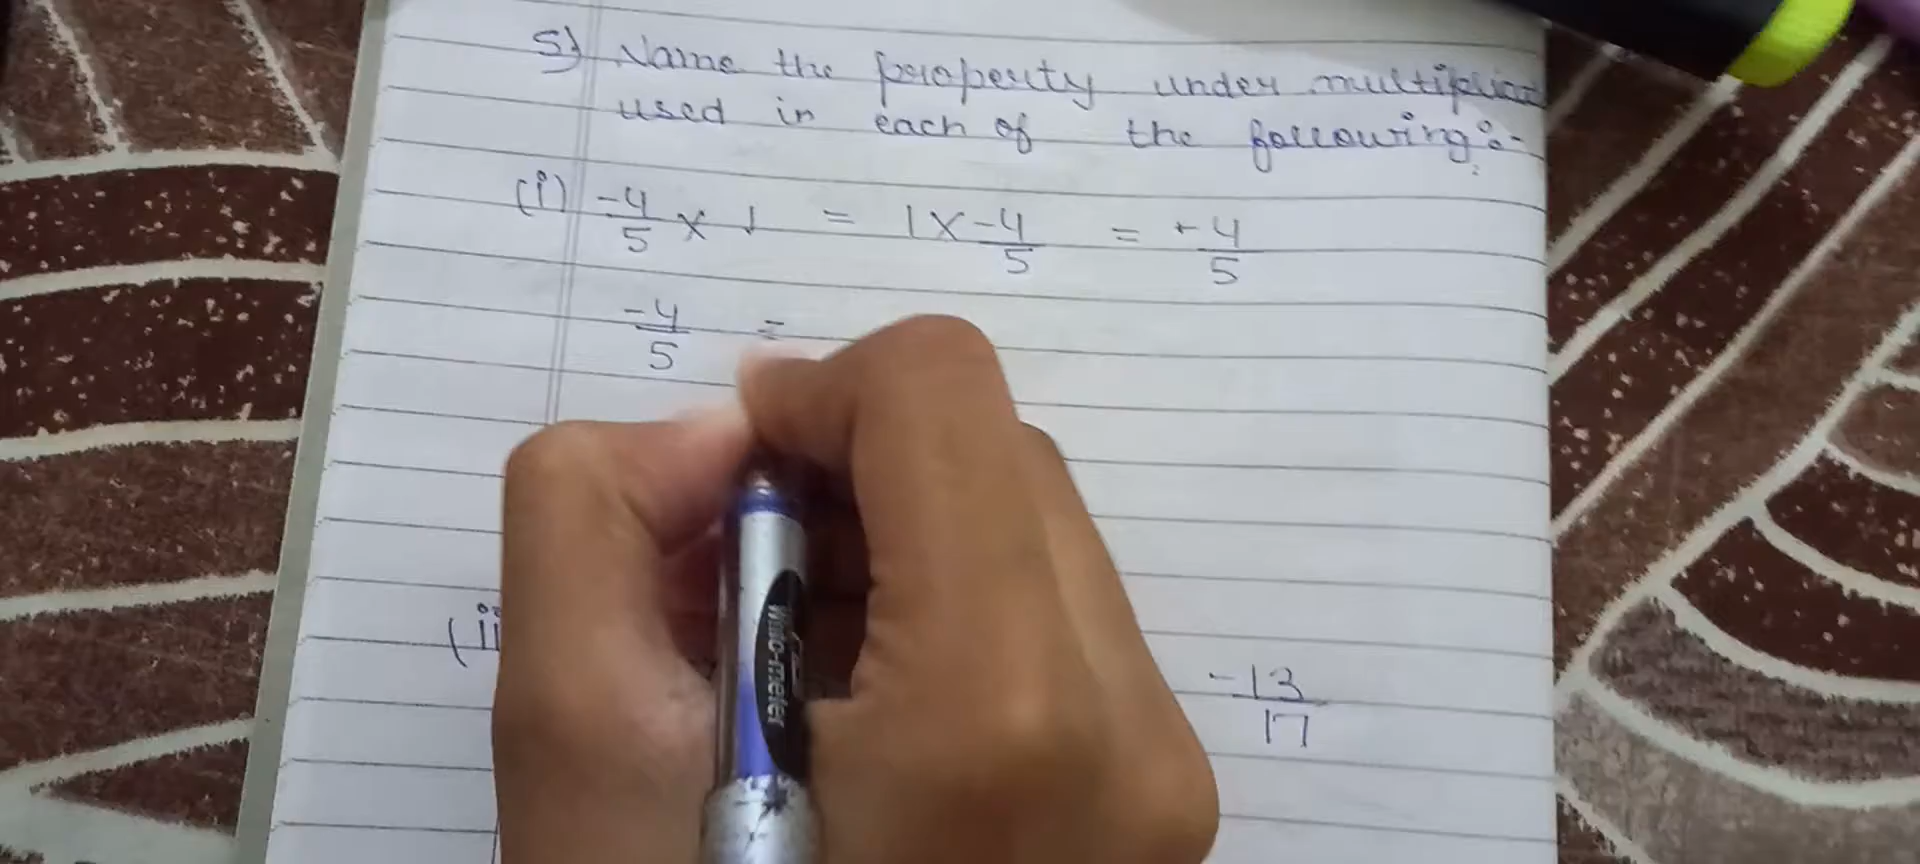 5) Name the property under multiplicat
used in each of the following:-
(i) -4/5 x 1 = 1 x -4/5 = -4/5
-4/5 =
(ii
-13/17